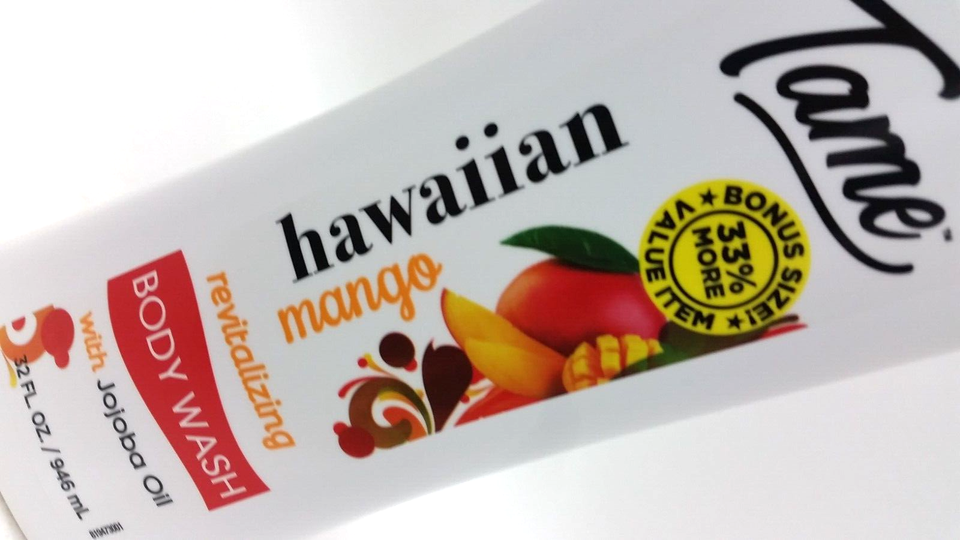 Tame™
★ BONUS SIZE!! ★ VALUE ITEM
33%
MORE
hawaiian
mango
revitalizing
BODY WASH
with Jojoba Oil
32 FL. OZ. / 946 mL